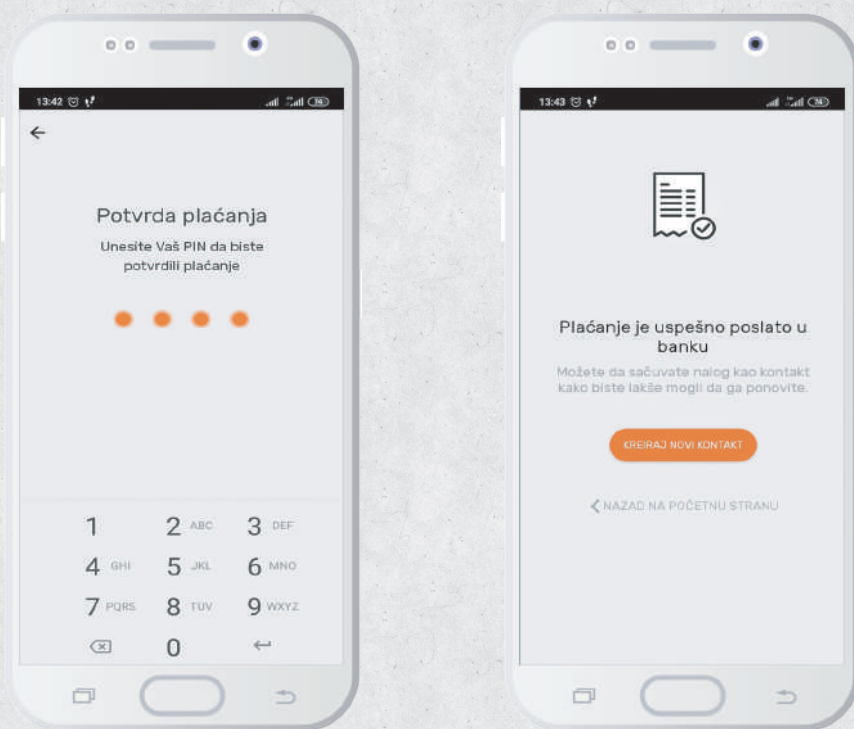 13:42
74
Potvrda plaćanja
Unesite Vaš PIN da biste
potvrdili plaćanje
1
2 ABC
3 DEF
4 GHI
5 JKL
6 MNO
7 PQRS
8 TUV
9 WXYZ
0
13:43
74
Plaćanje je uspešno poslato u
banku
Možete da sačuvate nalog kao kontakt
kako biste lakše mogli da ga ponovite.
KREIRAJ NOVI KONTAKT
NAZAD NA POČETNU STRANU